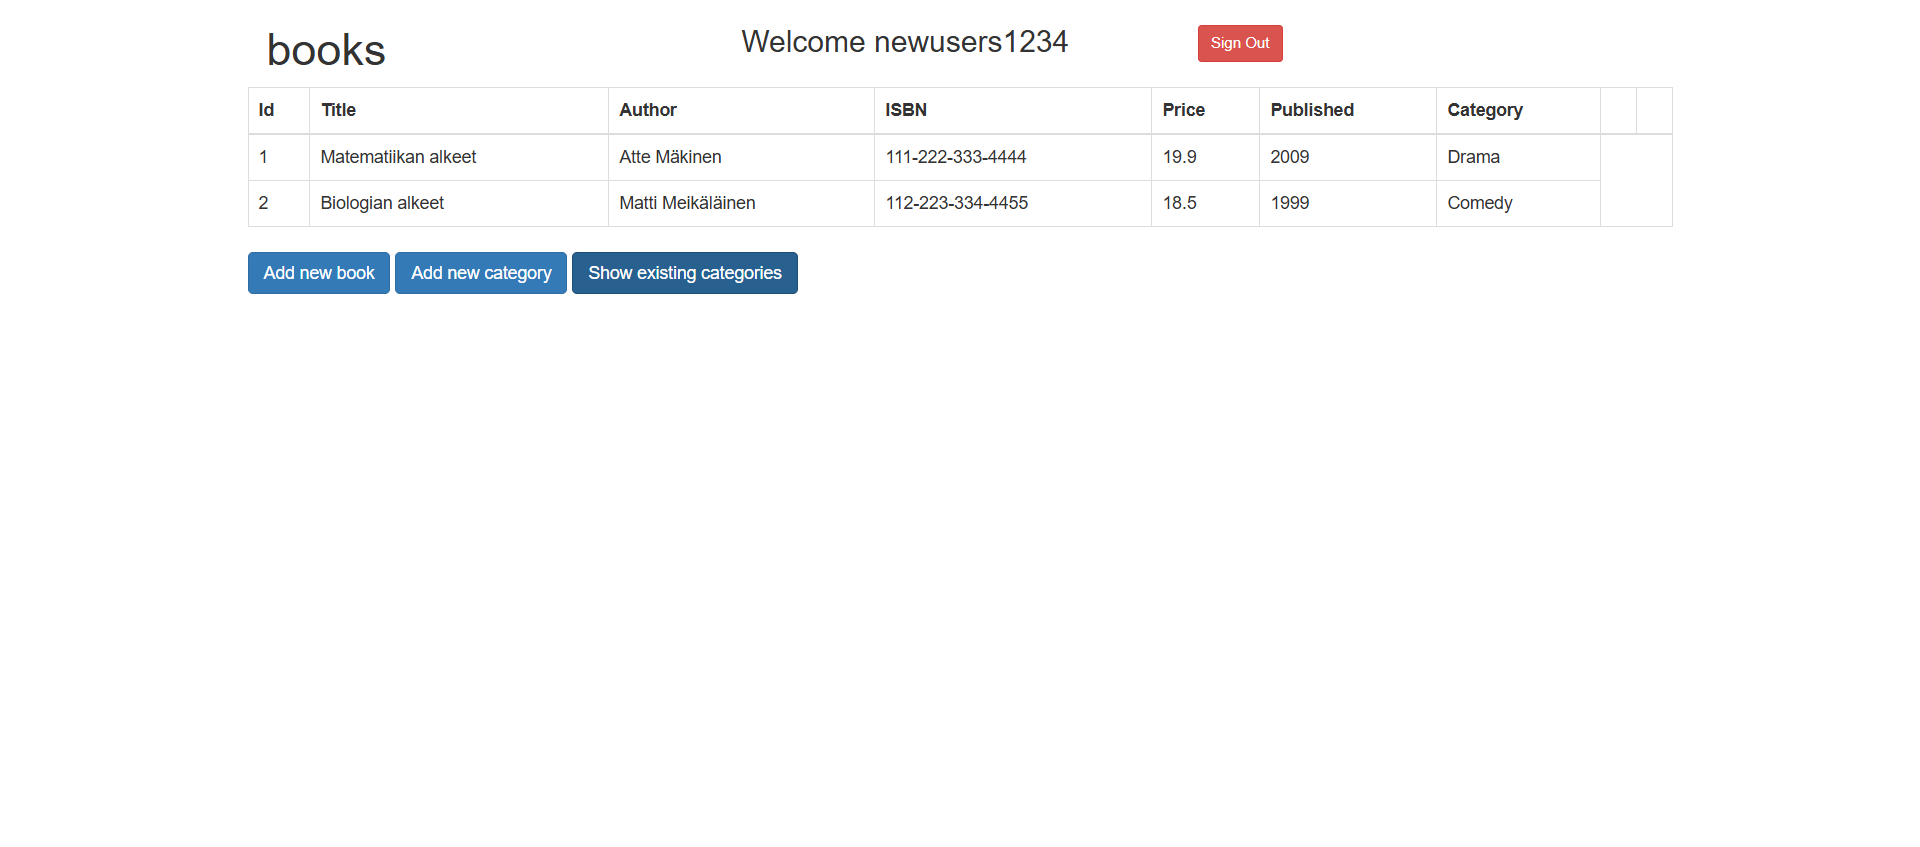 books
Welcome newusers1234
Sign Out
Id Title Author ISBN Price Published Category
1 Matematiikan alkeet Atte Mäkinen 111-222-333-4444 19.9 2009 Drama
2 Biologian alkeet Matti Meikäläinen 112-223-334-4455 18.5 1999 Comedy
Add new book Add new category Show existing categories